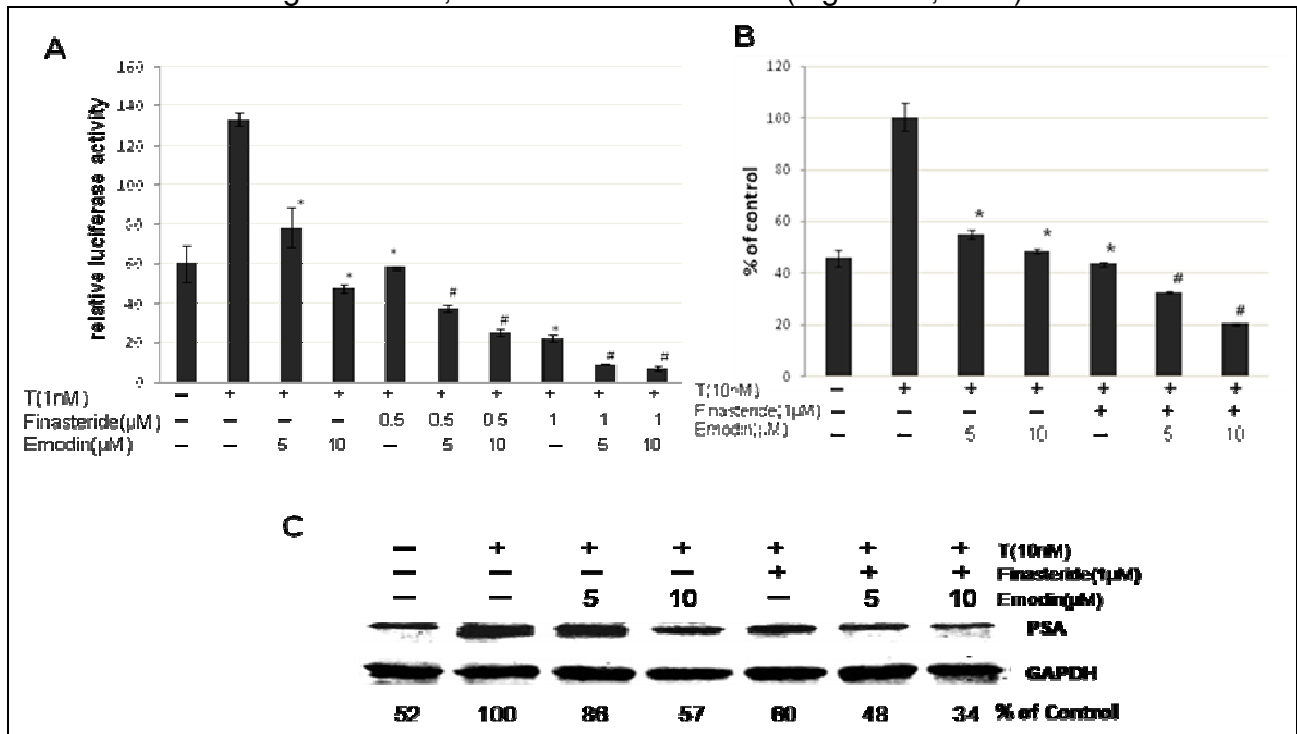 A
B
relative luciferase activity
160
140
120
100
80
60
40
20
0
* * * # # * # #
T(1nM) – + + + + + + + + +
Finasteride(µM) – – – – 0.5 0.5 0.5 1 1 1
Emodin(µM) – – 5 10 – 5 10 – 5 10
% of control
120
100
80
60
40
20
0
* * * # #
T(10nM) – + + + + + +
Finasteride(1µM) – – – – + + +
Emodin(µM) – – 5 10 – 5 10
C
– + + + + + + T(10nM)
– – – – + + + Finasteride(1µM)
– – 5 10 – 5 10 Emodin(µM)
PSA
GAPDH
52 100 86 57 60 48 34 % of Control